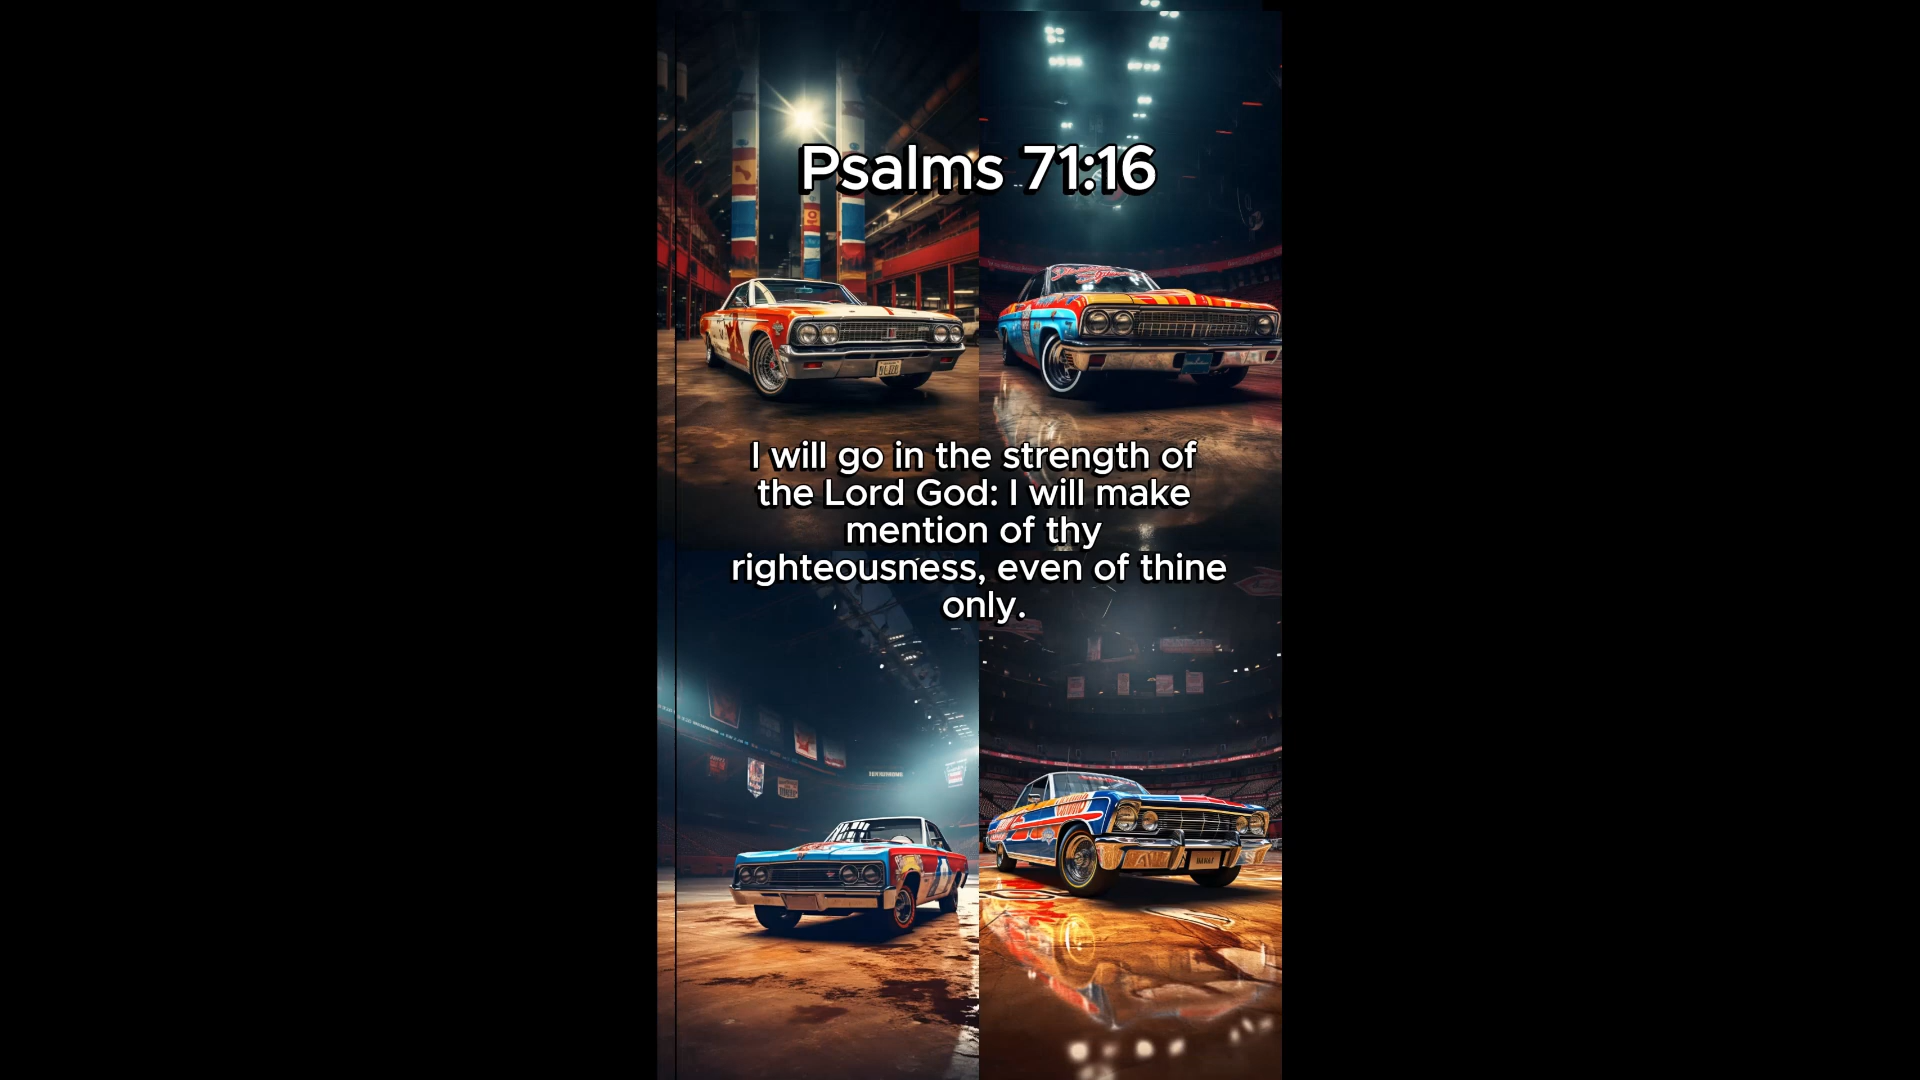 Psalms 71:16
I will go in the strength of
the Lord God: I will make
mention of thy
righteousness, even of thine
only.